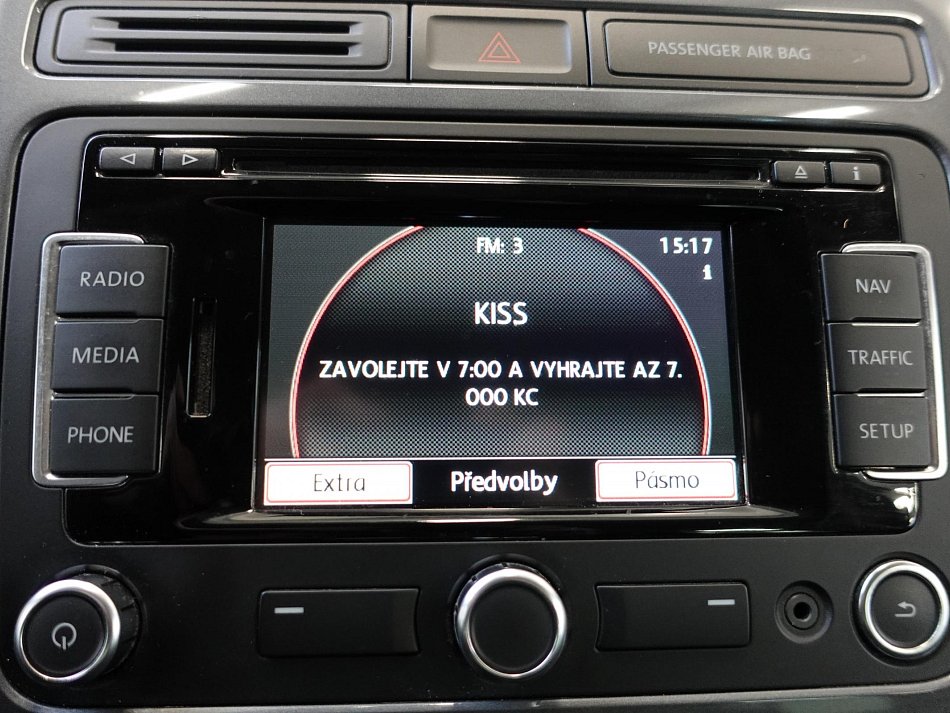 PASSENGER AIR BAG
i
RADIO
MEDIA
PHONE
FM: 3
15:17
i
KISS
ZAVOLEJTE V 7:00 A VYHRAJTE AZ 7.
000 KC
Extra
Předvolby
Pásmo
NAV
TRAFFIC
SETUP